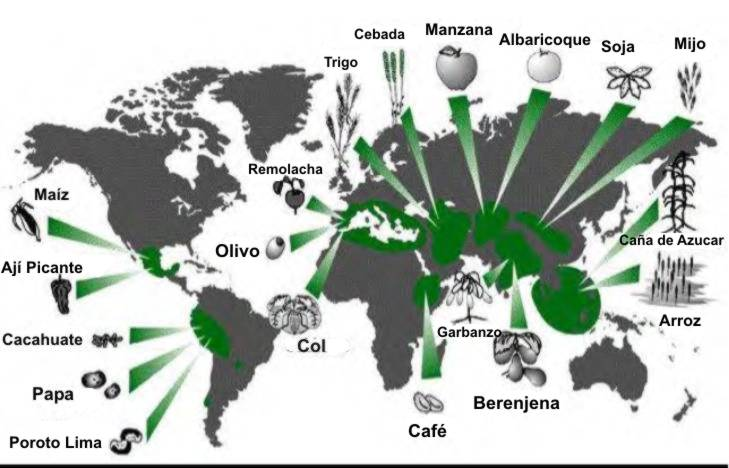 Cebada
Manzana
Albaricoque
Soja
Mijo
Trigo
Remolacha
Maíz
Caña de Azucar
Olivo
Ají Picante
Arroz
Garbanzo
Cacahuate
Col
Papa
Berenjena
Café
Poroto Lima